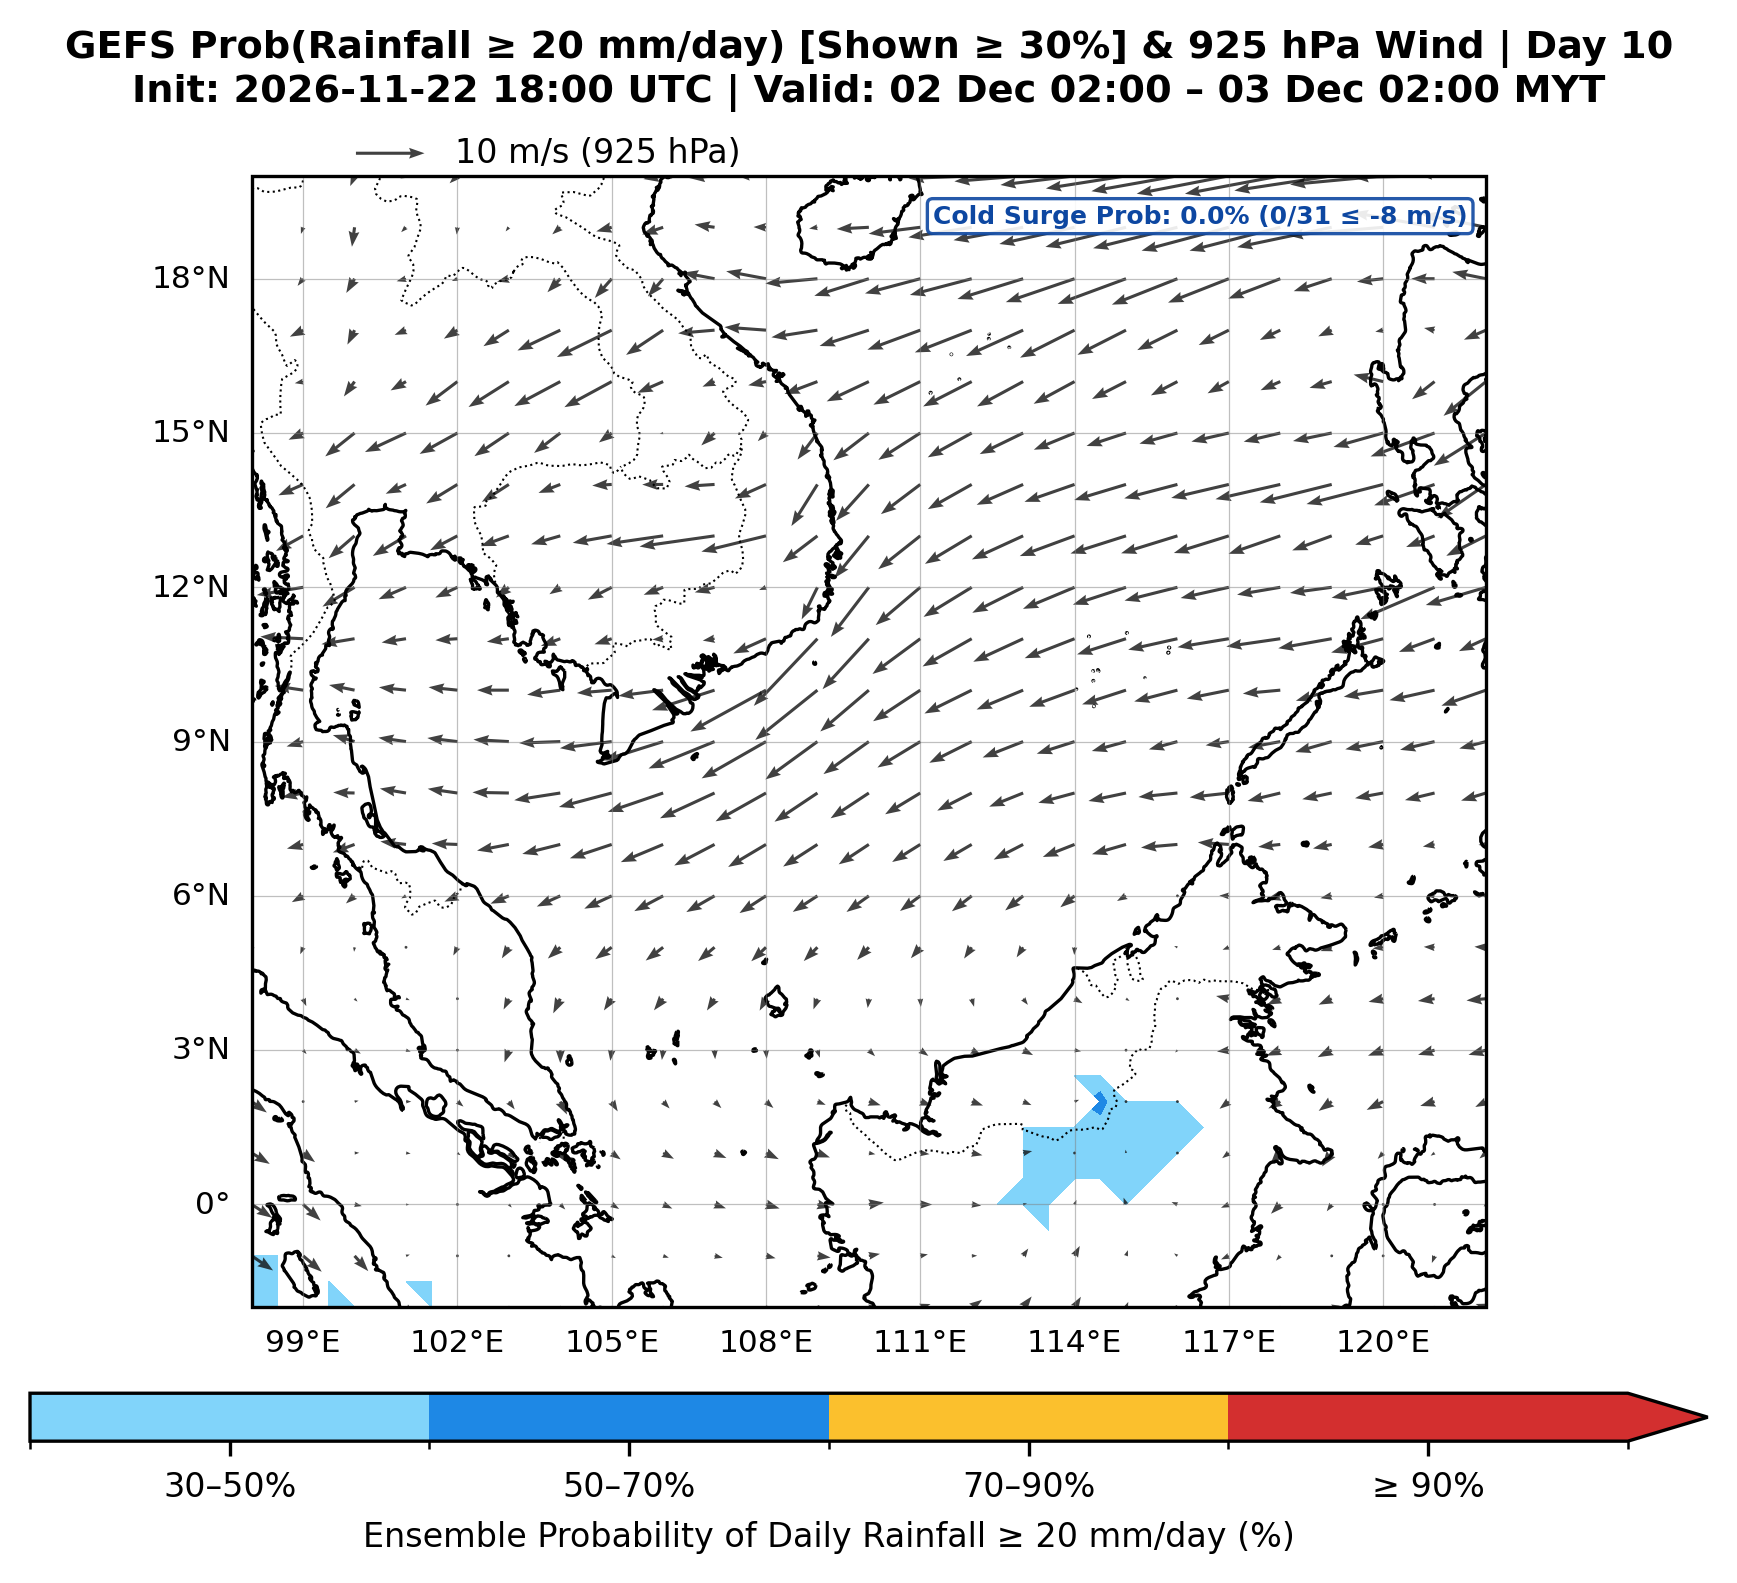 GEFS Prob(Rainfall ≥ 20 mm/day) [Shown ≥ 30%] & 925 hPa Wind | Day 10
Init: 2026-11-22 18:00 UTC | Valid: 02 Dec 02:00 – 03 Dec 02:00 MYT
10 m/s (925 hPa)
Cold Surge Prob: 0.0% (0/31 ≤ -8 m/s)
18°N
15°N
12°N
9°N
6°N
3°N
0°
99°E 102°E 105°E 108°E 111°E 114°E 117°E 120°E
30–50% 50–70% 70–90% ≥ 90%
Ensemble Probability of Daily Rainfall ≥ 20 mm/day (%)